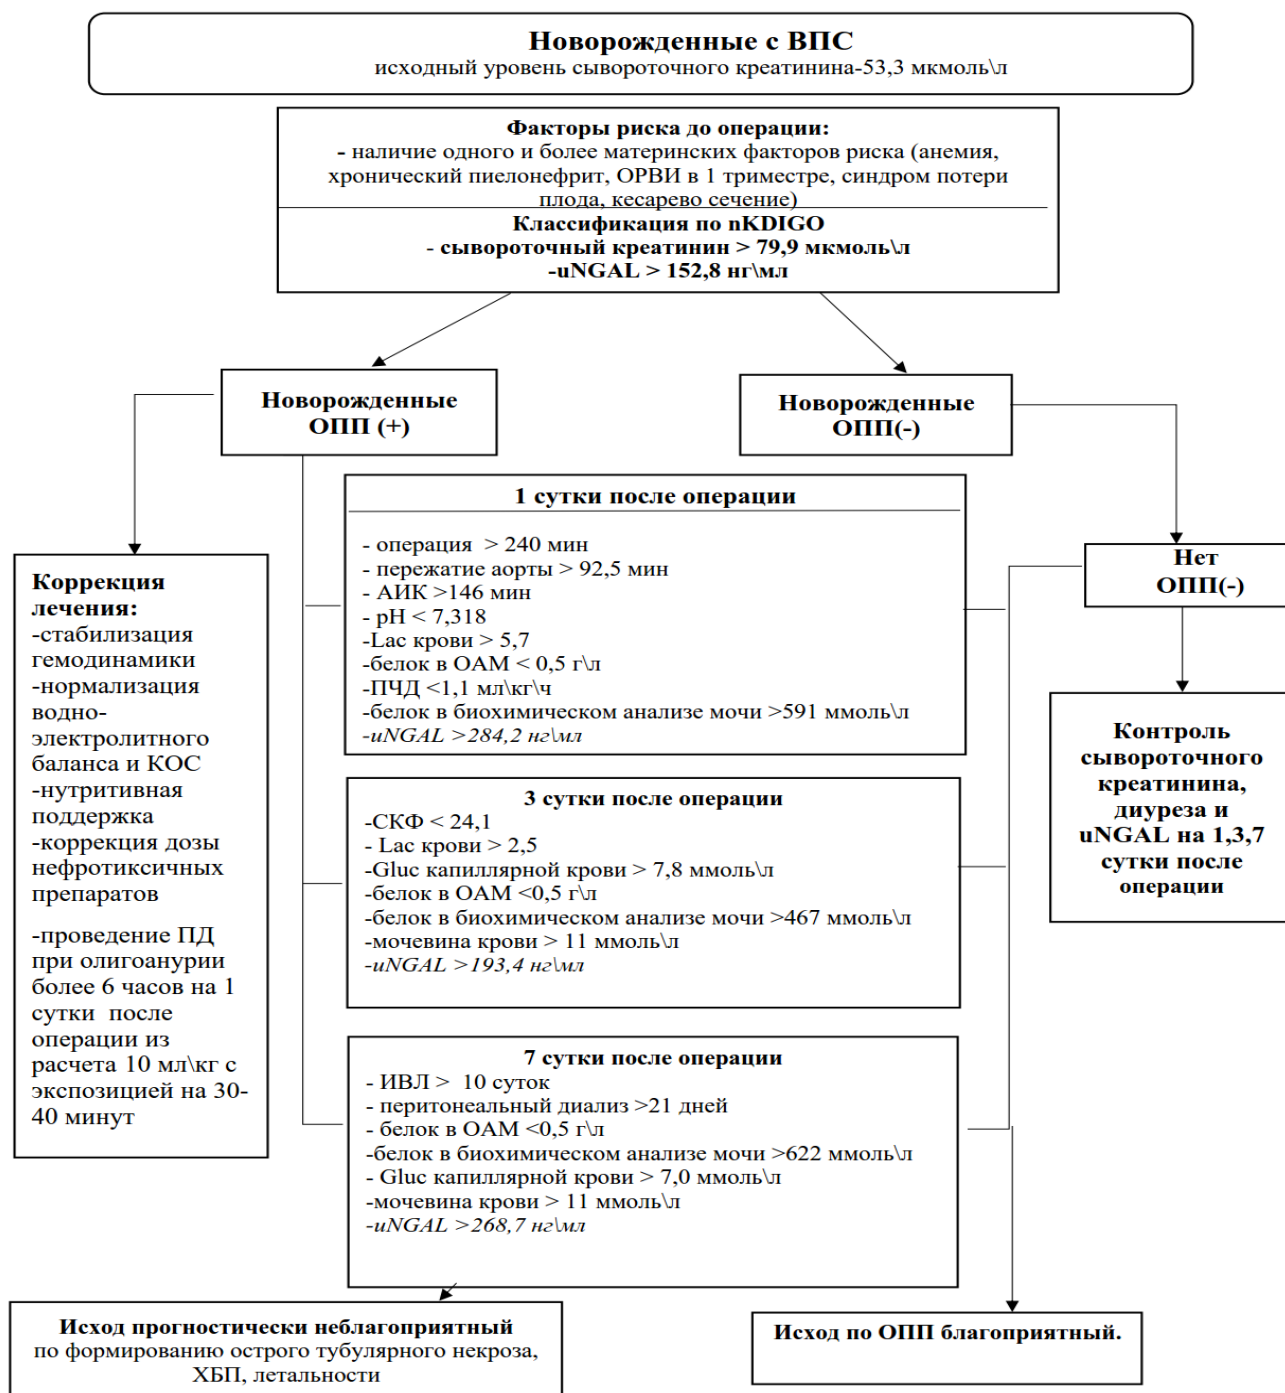 Новорожденные с ВПС
исходный уровень сывороточного креатинина-53,3 мкмоль\л
Факторы риска до операции:
- наличие одного и более материнских факторов риска (анемия,
хронический пиелонефрит, ОРВИ в 1 триместре, синдром потери
плода, кесарево сечение)
Классификация по nKDIGO
- сывороточный креатинин > 79,9 мкмоль\л
-uNGAL > 152,8 нг\мл
Новорожденные
ОПП (+)
Новорожденные
ОПП(-)
1 сутки после операции
- операция > 240 мин
- пережатие аорты > 92,5 мин
- АИК >146 мин
- pH < 7,318
-Lac крови > 5,7
-белок в ОАМ < 0,5 г\л
-ПЧД <1,1 мл\кг\ч
-белок в биохимическом анализе мочи >591 ммоль\л
-uNGAL >284,2 нг\мл
Нет
ОПП(-)
Коррекция
лечения:
-стабилизация
гемодинамики
-нормализация
водно-
электролитного
баланса и КОС
-нутритивная
поддержка
-коррекция дозы
нефротиксичных
препаратов
-проведение ПД
при олигоанурии
более 6 часов на 1
сутки после
операции из
расчета 10 мл\кг с
экспозицией на 30-
40 минут
Контроль
сывороточного
креатинина,
диуреза и
uNGAL на 1,3,7
сутки после
операции
3 сутки после операции
-СКФ < 24,1
- Lac крови > 2,5
-Gluc капиллярной крови > 7,8 ммоль\л
-белок в ОАМ <0,5 г\л
-белок в биохимическом анализе мочи >467 ммоль\л
-мочевина крови > 11 ммоль\л
-uNGAL >193,4 нг\мл
7 сутки после операции
- ИВЛ > 10 суток
- перитонеальный диализ >21 дней
- белок в ОАМ <0,5 г\л
-белок в биохимическом анализе мочи >622 ммоль\л
- Gluc капиллярной крови > 7,0 ммоль\л
-мочевина крови > 11 ммоль\л
-uNGAL >268,7 нг\мл
Исход прогностически неблагоприятный
по формированию острого тубулярного некроза,
ХБП, летальности
Исход по ОПП благоприятный.